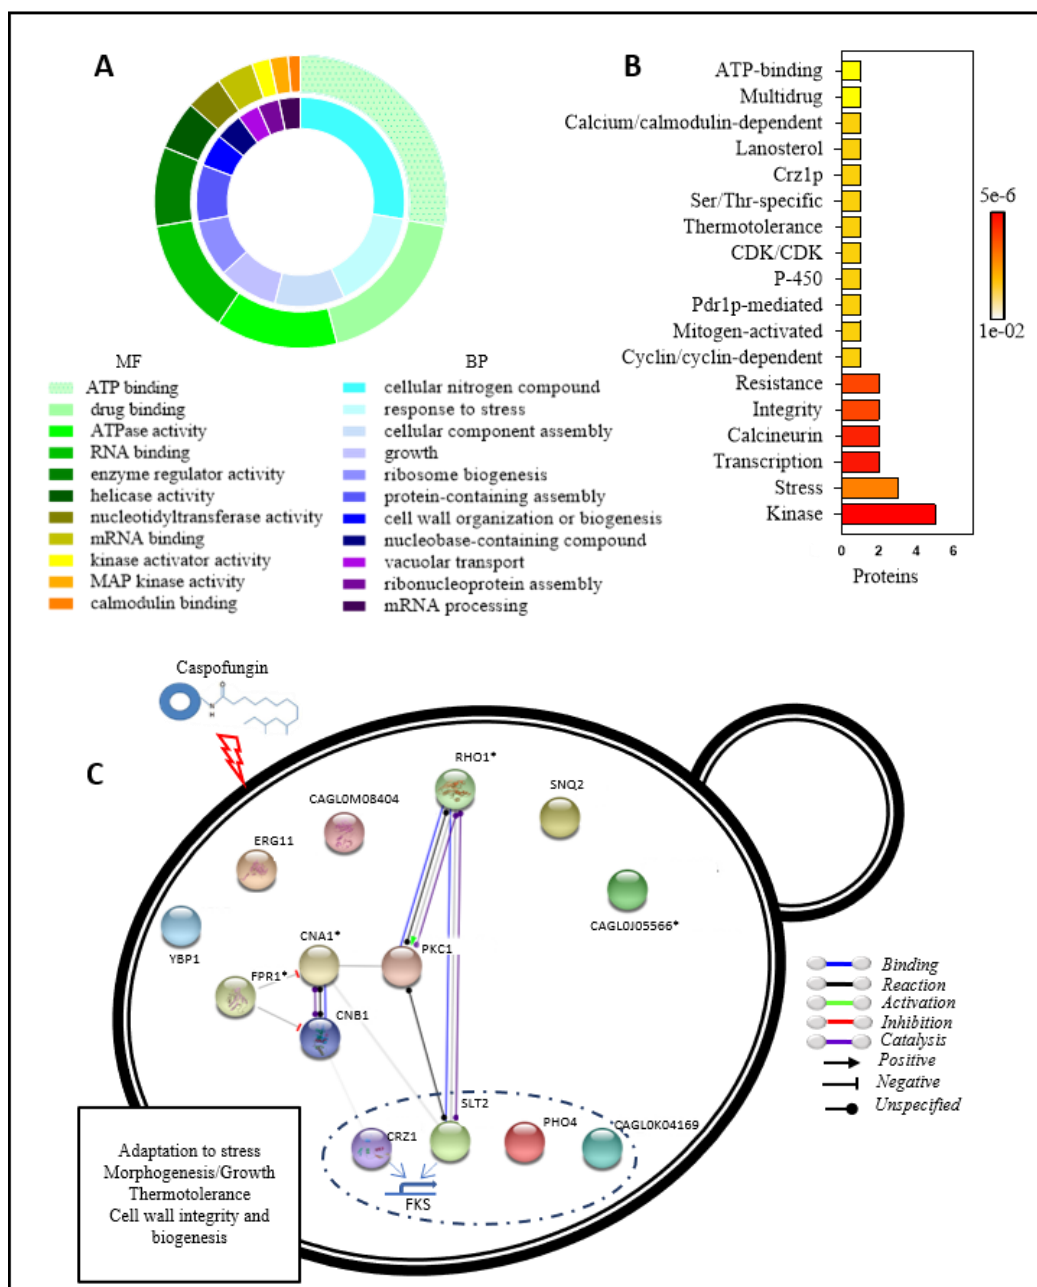 A
MF
ATP binding
drug binding
ATPase activity
RNA binding
enzyme regulator activity
helicase activity
nucleotidyltransferase activity
mRNA binding
kinase activator activity
MAP kinase activity
calmodulin binding
BP
cellular nitrogen compound
response to stress
cellular component assembly
growth
ribosome biogenesis
protein-containing assembly
cell wall organization or biogenesis
nucleobase-containing compound
vacuolar transport
ribonucleoprotein assembly
mRNA processing
B
ATP-binding
Multidrug
Calcium/calmodulin-dependent
Lanosterol
Crz1p
Ser/Thr-specific
Thermotolerance
CDK/CDK
P-450
Pdr1p-mediated
Mitogen-activated
Cyclin/cyclin-dependent
Resistance
Integrity
Calcineurin
Transcription
Stress
Kinase
0 2 4 6
Proteins
5e-6
1e-02
C
Caspofungin
O
N
H
RHO1*
SNQ2
CAGL0M08404
ERG11
CAGL0J05566*
YBP1
CNA1*
PKC1
FPR1*
CNB1
SLT2
CRZ1
PHO4
CAGL0K04169
FKS
Binding
Reaction
Activation
Inhibition
Catalysis
Positive
Negative
Unspecified
Adaptation to stress
Morphogenesis/Growth
Thermotolerance
Cell wall integrity and
biogenesis